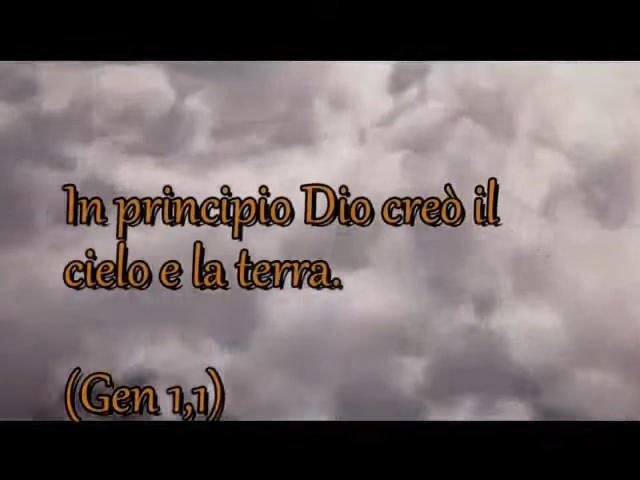 In principio Dio creò il
cielo e la terra.
(Gen 1,1)